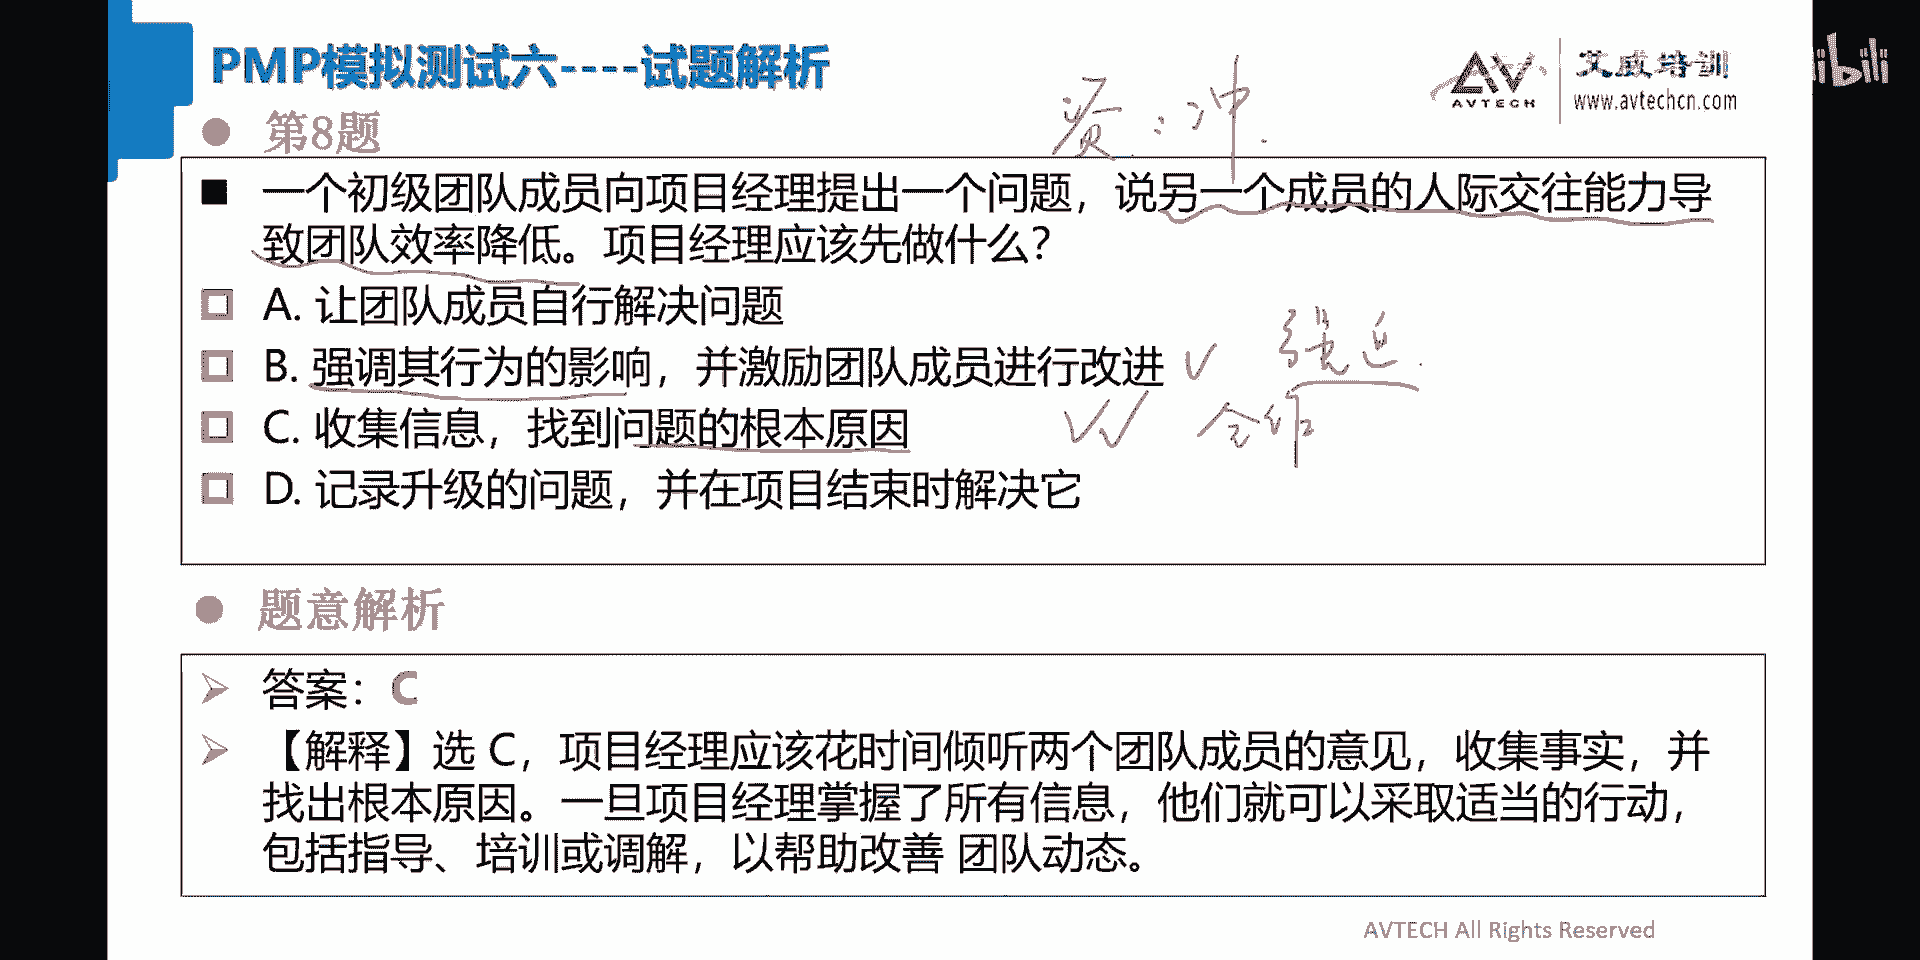 PMP模拟测试六----试题解析
AVTECH
艾威培训
www.avtechcn.com
bili
资:冲
第8题
一个初级团队成员向项目经理提出一个问题，说另一个成员的人际交往能力导
致团队效率降低。项目经理应该先做什么？
A. 让团队成员自行解决问题
B. 强调其行为的影响，并激励团队成员进行改进 强迫
C. 收集信息，找到问题的根本原因 合作
D. 记录升级的问题，并在项目结束时解决它
题意解析
答案：C
【解释】选 C，项目经理应该花时间倾听两个团队成员的意见，收集事实，并
找出根本原因。一旦项目经理掌握了所有信息，他们就可以采取适当的行动，
包括指导、培训或调解，以帮助改善 团队动态。
AVTECH All Rights Reserved